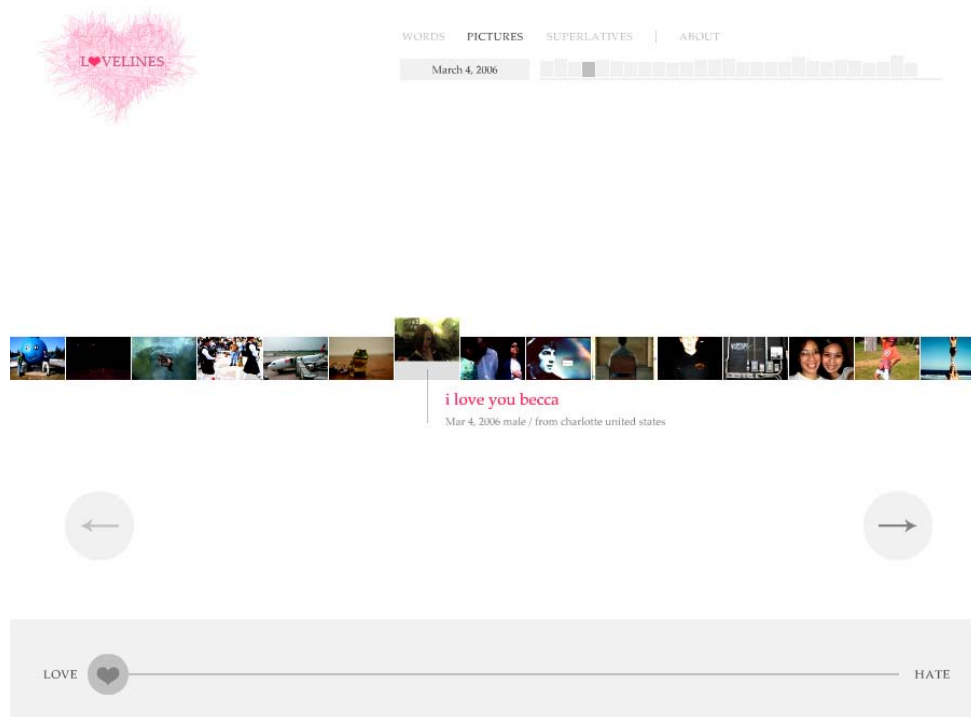 L❤VELINES
WORDS PICTURES SUPERLATIVES | ABOUT
March 4, 2006
i love you becca
Mar 4, 2006 male / from charlotte united states
LOVE HATE